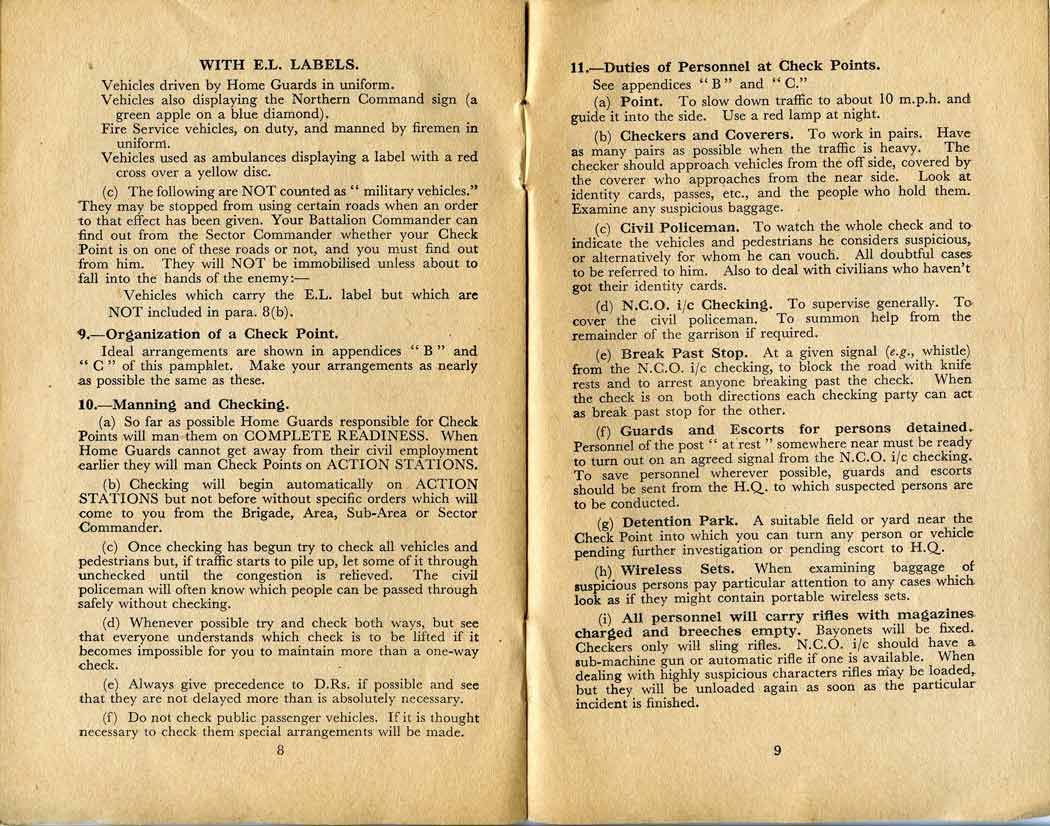 WITH E.L. LABELS.
Vehicles driven by Home Guards in uniform.
Vehicles also displaying the Northern Command sign (a
green apple on a blue diamond).
Fire Service vehicles, on duty, and manned by firemen in
uniform.
Vehicles used as ambulances displaying a label with a red
cross over a yellow disc.
(c) The following are NOT counted as “ military vehicles.”
They may be stopped from using certain roads when an order
to that effect has been given. Your Battalion Commander can
find out from the Sector Commander whether your Check
Point is on one of these roads or not, and you must find out
from him. They will NOT be immobilised unless about to
fall into the hands of the enemy:—
Vehicles which carry the E.L. label but which are
NOT included in para. 8(b).
9.—Organization of a Check Point.
Ideal arrangements are shown in appendices “ B ” and
“ C ” of this pamphlet. Make your arrangements as nearly
as possible the same as these.
10.—Manning and Checking.
(a) So far as possible Home Guards responsible for Check
Points will man them on COMPLETE READINESS. When
Home Guards cannot get away from their civil employment
earlier they will man Check Points on ACTION STATIONS.
(b) Checking will begin automatically on ACTION
STATIONS but not before without specific orders which will
come to you from the Brigade, Area, Sub-Area or Sector
Commander.
(c) Once checking has begun try to check all vehicles and
pedestrians but, if traffic starts to pile up, let some of it through
unchecked until the congestion is relieved. The civil
policeman will often know which people can be passed through
safely without checking.
(d) Whenever possible try and check both ways, but see
that everyone understands which check is to be lifted if it
becomes impossible for you to maintain more than a one-way
check.
(e) Always give precedence to D.Rs. if possible and see
that they are not delayed more than is absolutely necessary.
(f) Do not check public passenger vehicles. If it is thought
necessary to check them special arrangements will be made.
8
11.—Duties of Personnel at Check Points.
See appendices “ B ” and “ C.”
(a) Point. To slow down traffic to about 10 m.p.h. and
guide it into the side. Use a red lamp at night.
(b) Checkers and Coverers. To work in pairs. Have
as many pairs as possible when the traffic is heavy. The
checker should approach vehicles from the off side, covered by
the coverer who approaches from the near side. Look at
identity cards, passes, etc., and the people who hold them.
Examine any suspicious baggage.
(c) Civil Policeman. To watch the whole check and to
indicate the vehicles and pedestrians he considers suspicious,
or alternatively for whom he can vouch. All doubtful cases
to be referred to him. Also to deal with civilians who haven’t
got their identity cards.
(d) N.C.O. i/c Checking. To supervise generally. To
cover the civil policeman. To summon help from the
remainder of the garrison if required.
(e) Break Past Stop. At a given signal (e.g., whistle)
from the N.C.O. i/c checking, to block the road with knife
rests and to arrest anyone breaking past the check. When
the check is on both directions each checking party can act
as break past stop for the other.
(f) Guards and Escorts for persons detained.
Personnel of the post “ at rest ” somewhere near must be ready
to turn out on an agreed signal from the N.C.O. i/c checking.
To save personnel wherever possible, guards and escorts
should be sent from the H.Q. to which suspected persons are
to be conducted.
(g) Detention Park. A suitable field or yard near the
Check Point into which you can turn any person or vehicle
pending further investigation or pending escort to H.Q.
(h) Wireless Sets. When examining baggage of
suspicious persons pay particular attention to any cases which
look as if they might contain portable wireless sets.
(i) All personnel will carry rifles with magazines
charged and breeches empty. Bayonets will be fixed.
Checkers only will sling rifles. N.C.O. i/c should have a
sub-machine gun or automatic rifle if one is available. When
dealing with highly suspicious characters rifles may be loaded,
but they will be unloaded again as soon as the particular
incident is finished.
9